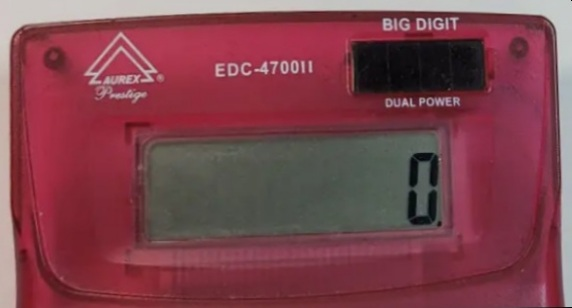 BIG DIGIT
AUREX®
Prestige
EDC-4700II
DUAL POWER
0.